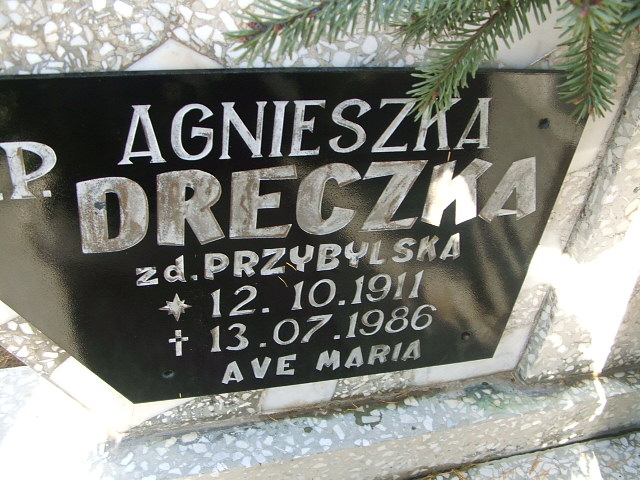 .P.
AGNIESZKA
DRECZKA
zd. PRZYBYLSKA
12.10.1911
13.07.1986
AVE MARIA